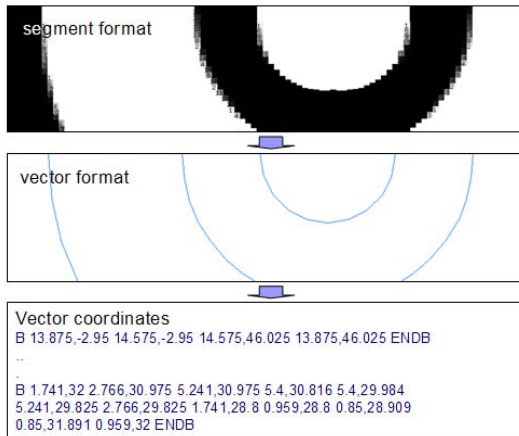 segment format
vector format
Vector coordinates
B 13.875,-2.95 14.575,-2.95 14.575,46.025 13.875,46.025 ENDB
..
.
B 1.741,32 2.766,30.975 5.241,30.975 5.4,30.816 5.4,29.984
5.241,29.825 2.766,29.825 1.741,28.8 0.959,28.8 0.85,28.909
0.85,31.891 0.959,32 ENDB